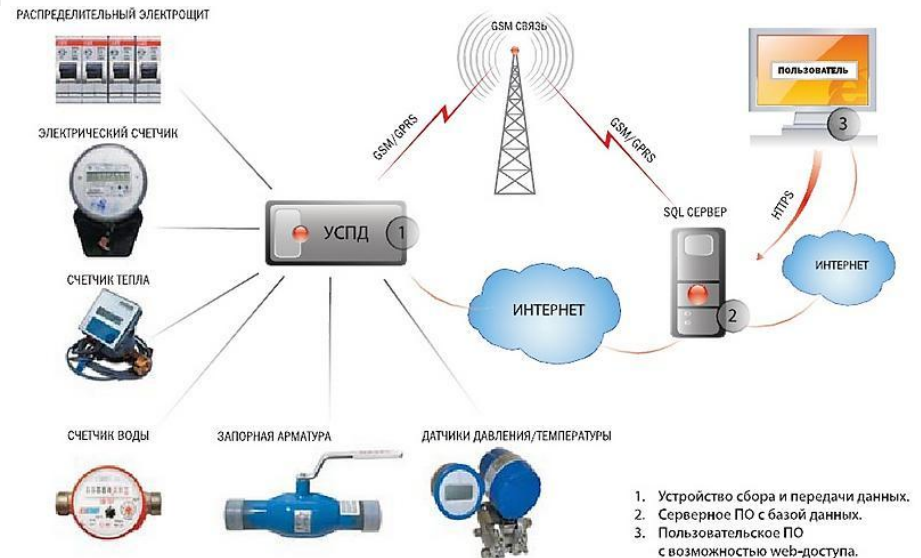 РАСПРЕДЕЛИТЕЛЬНЫЙ ЭЛЕКТРОЩИТ
GSM СВЯЗЬ
ПОЛЬЗОВАТЕЛЬ
3
ЭЛЕКТРИЧЕСКИЙ СЧЕТЧИК
GSM/GPRS
GSM/GPRS
HTTPS
SQL СЕРВЕР
УСПД
1
ИНТЕРНЕТ
СЧЕТЧИК ТЕПЛА
ИНТЕРНЕТ
2
СЧЕТЧИК ВОДЫ
ЗАПОРНАЯ АРМАТУРА
ДАТЧИКИ ДАВЛЕНИЯ/ТЕМПЕРАТУРЫ
1. Устройство сбора и передачи данных.
2. Серверное ПО с базой данных.
3. Пользовательское ПО
с возможностью web-доступа.